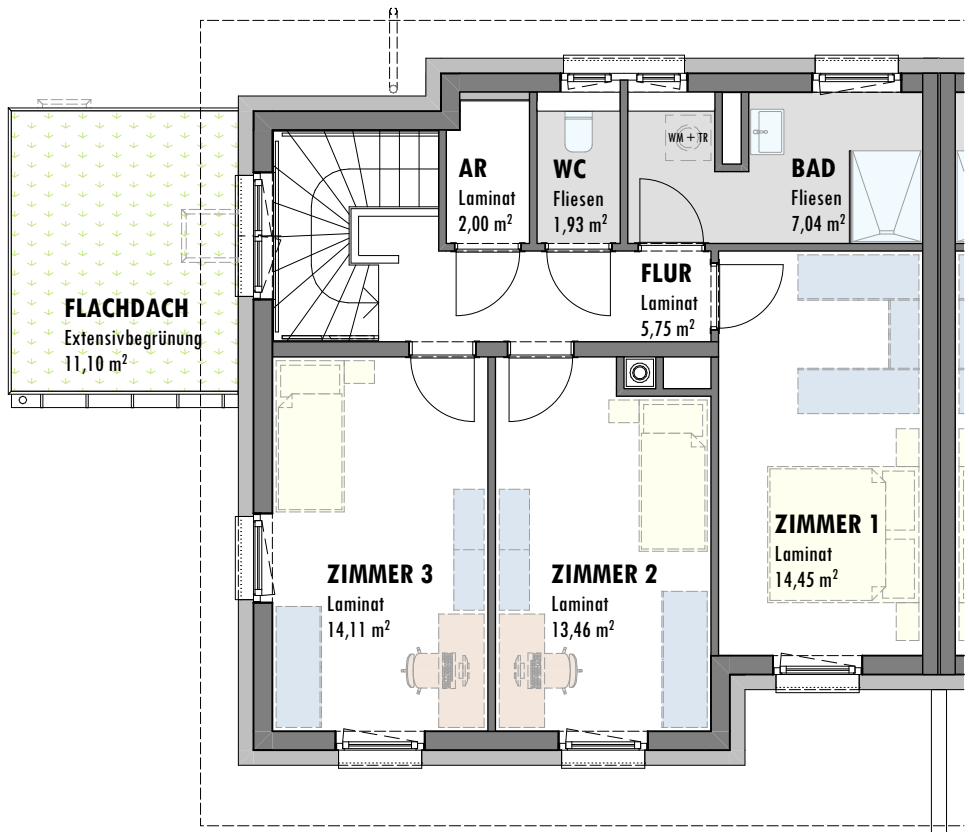 WM + TR
AR
Laminat
2,00 m²
WC
Fliesen
1,93 m²
BAD
Fliesen
7,04 m²
FLUR
Laminat
5,75 m²
FLACHDACH
Extensivbegrünung
11,10 m²
ZIMMER 3
Laminat
14,11 m²
ZIMMER 2
Laminat
13,46 m²
ZIMMER 1
Laminat
14,45 m²